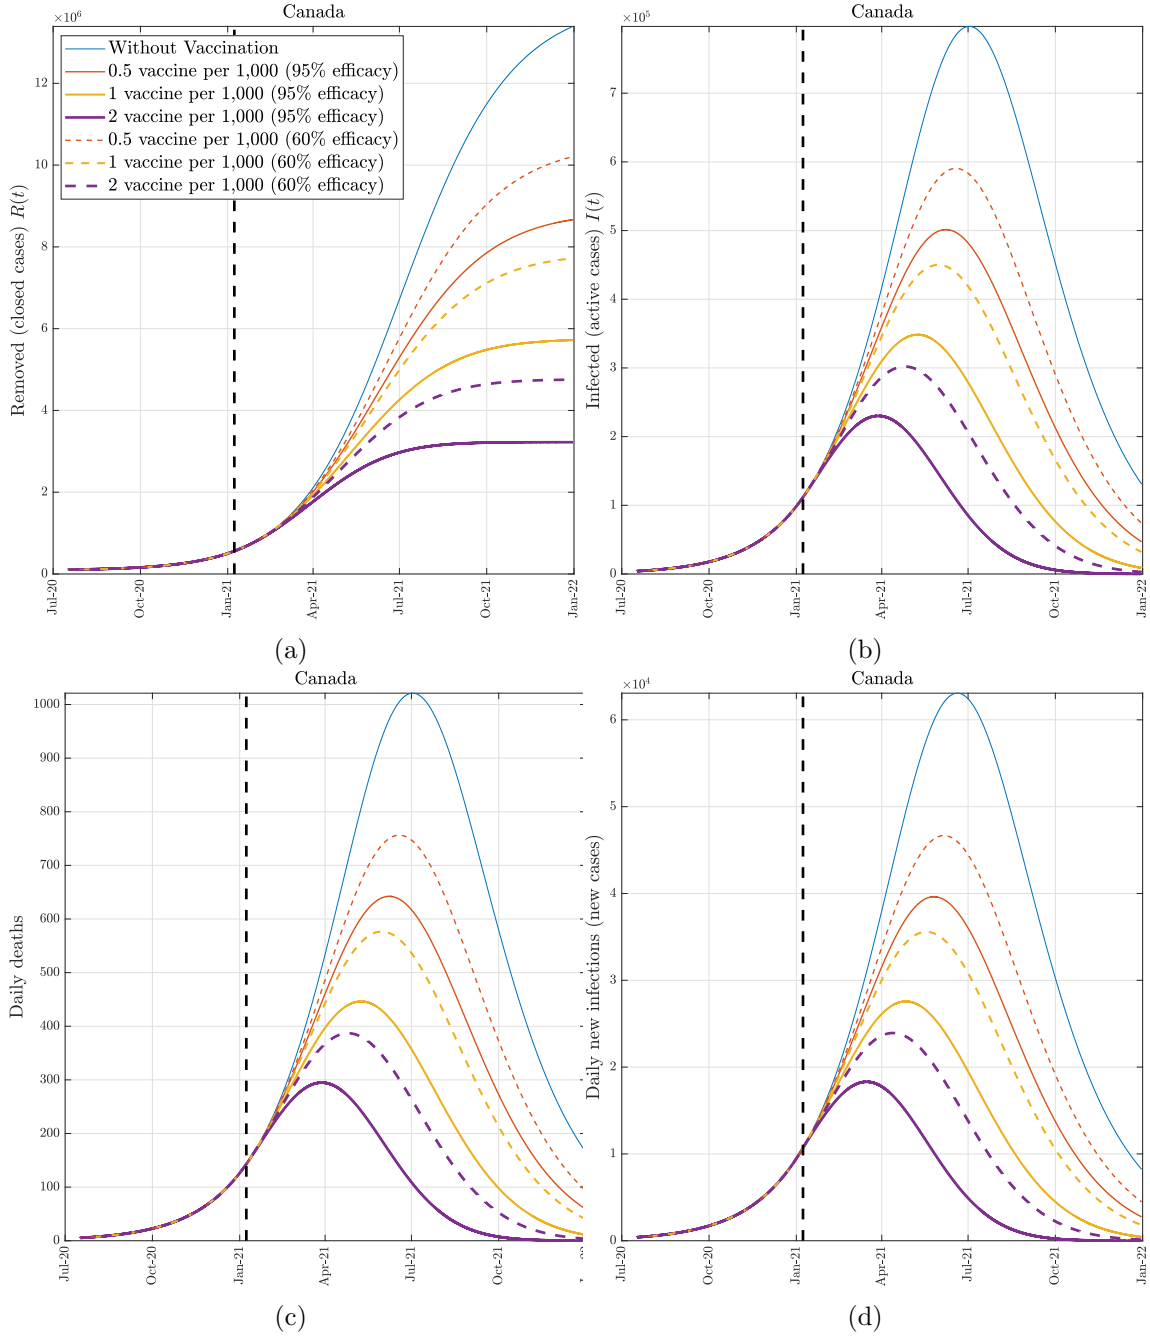 Canada
×10⁶
Without Vaccination
0.5 vaccine per 1,000 (95% efficacy)
1 vaccine per 1,000 (95% efficacy)
2 vaccine per 1,000 (95% efficacy)
0.5 vaccine per 1,000 (60% efficacy)
1 vaccine per 1,000 (60% efficacy)
2 vaccine per 1,000 (60% efficacy)
12
10
8
6
4
2
0
Removed (closed cases) R(t)
Jul-20
Oct-20
Jan-21
Apr-21
Jul-21
Oct-21
Jan-22
(a)
Canada
×10⁵
7
6
5
4
3
2
1
0
Infected (active cases) I(t)
Jul-20
Oct-20
Jan-21
Apr-21
Jul-21
Oct-21
Jan-22
(b)
Canada
1000
900
800
700
600
500
400
300
200
100
0
Daily deaths
Jul-20
Oct-20
Jan-21
Apr-21
Jul-21
Oct-21
(c)
Canada
×10⁴
6
5
4
3
2
1
0
Daily new infections (new cases)
Jul-20
Oct-20
Jan-21
Apr-21
Jul-21
Oct-21
Jan-22
(d)